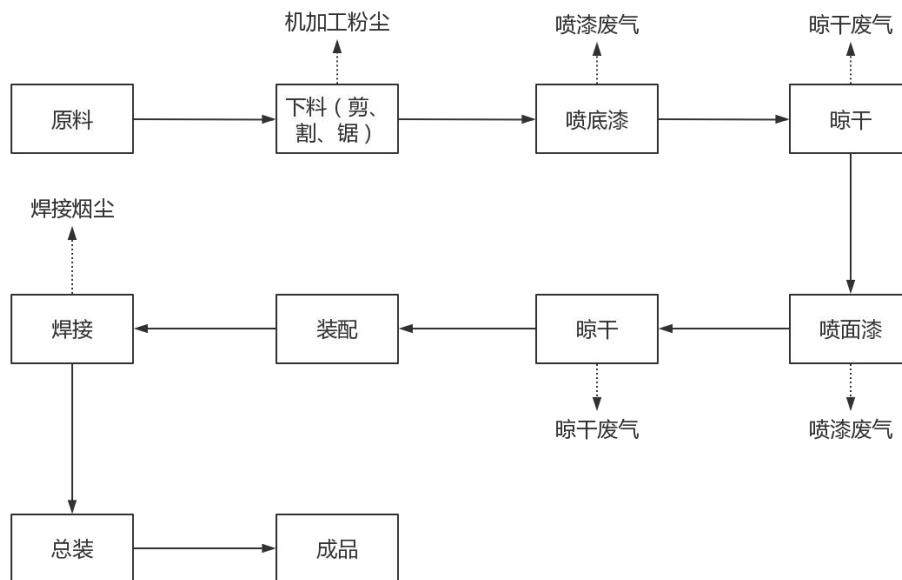 机加工粉尘
喷漆废气
晾干废气
原料
下料（剪、
割、锯）
喷底漆
晾干
焊接烟尘
焊接
装配
晾干
喷面漆
晾干废气
喷漆废气
总装
成品